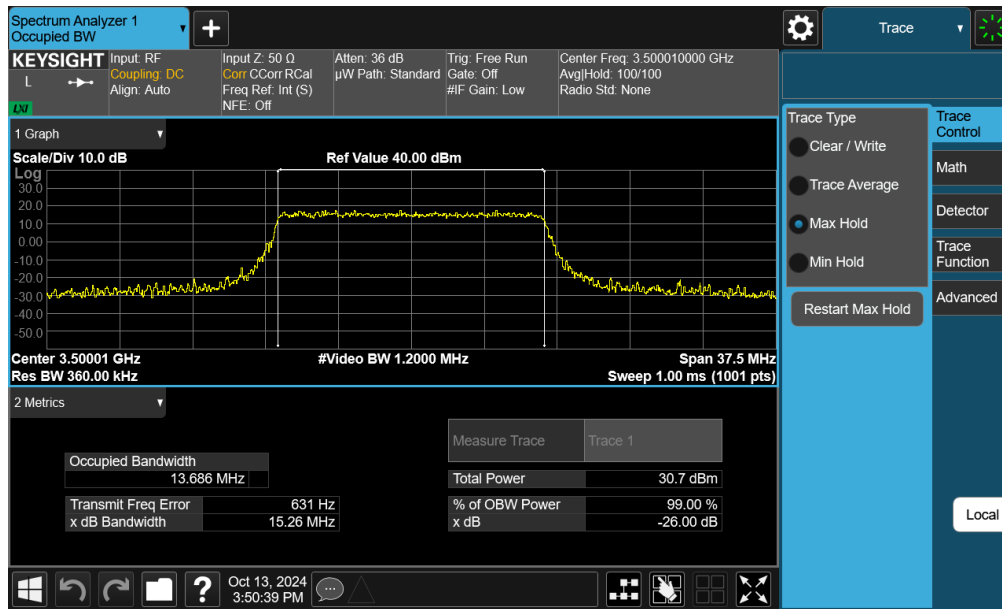 Spectrum Analyzer 1
Occupied BW
Trace
KEYSIGHT
L
LXI
Input: RF
Coupling: DC
Align: Auto
Input Z: 50 Ω
Corr CCorr RCal
Freq Ref: Int (S)
NFE: Off
Atten: 36 dB
µW Path: Standard
Trig: Free Run
Gate: Off
#IF Gain: Low
Center Freq: 3.500010000 GHz
Avg|Hold: 100/100
Radio Std: None
1 Graph
Scale/Div 10.0 dB
Ref Value 40.00 dBm
Log
30.0
20.0
10.0
0.00
-10.0
-20.0
-30.0
-40.0
-50.0
Center 3.50001 GHz
#Video BW 1.2000 MHz
Span 37.5 MHz
Res BW 360.00 kHz
Sweep 1.00 ms (1001 pts)
2 Metrics
Measure Trace
Trace 1
Occupied Bandwidth
13.686 MHz
Total Power
30.7 dBm
Transmit Freq Error
631 Hz
% of OBW Power
99.00 %
x dB Bandwidth
15.26 MHz
x dB
-26.00 dB
Trace Type
Clear / Write
Trace Average
Max Hold
Min Hold
Restart Max Hold
Trace
Control
Math
Detector
Trace
Function
Advanced
Local
?
Oct 13, 2024
3:50:39 PM